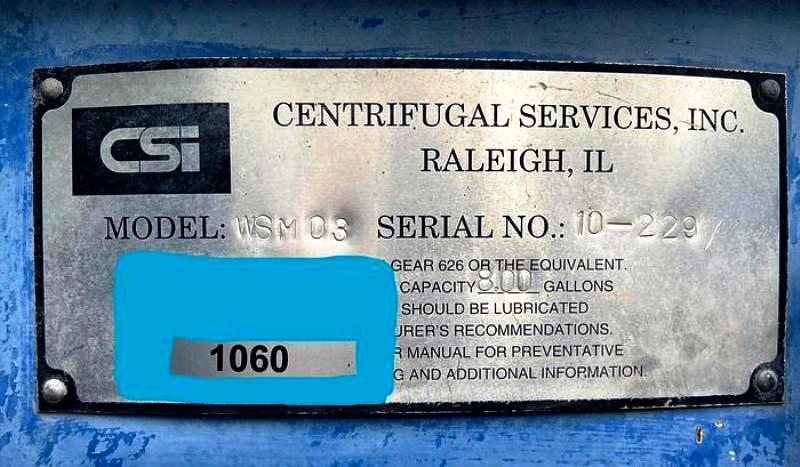 CSi
CENTRIFUGAL SERVICES, INC.
RALEIGH, IL
MODEL: WSM 03 SERIAL NO.: 10-229/
GEAR 626 OR THE EQUIVALENT.
CAPACITY 8.00 GALLONS
SHOULD BE LUBRICATED
URER'S RECOMMENDATIONS.
R MANUAL FOR PREVENTATIVE
G AND ADDITIONAL INFORMATION.
1060